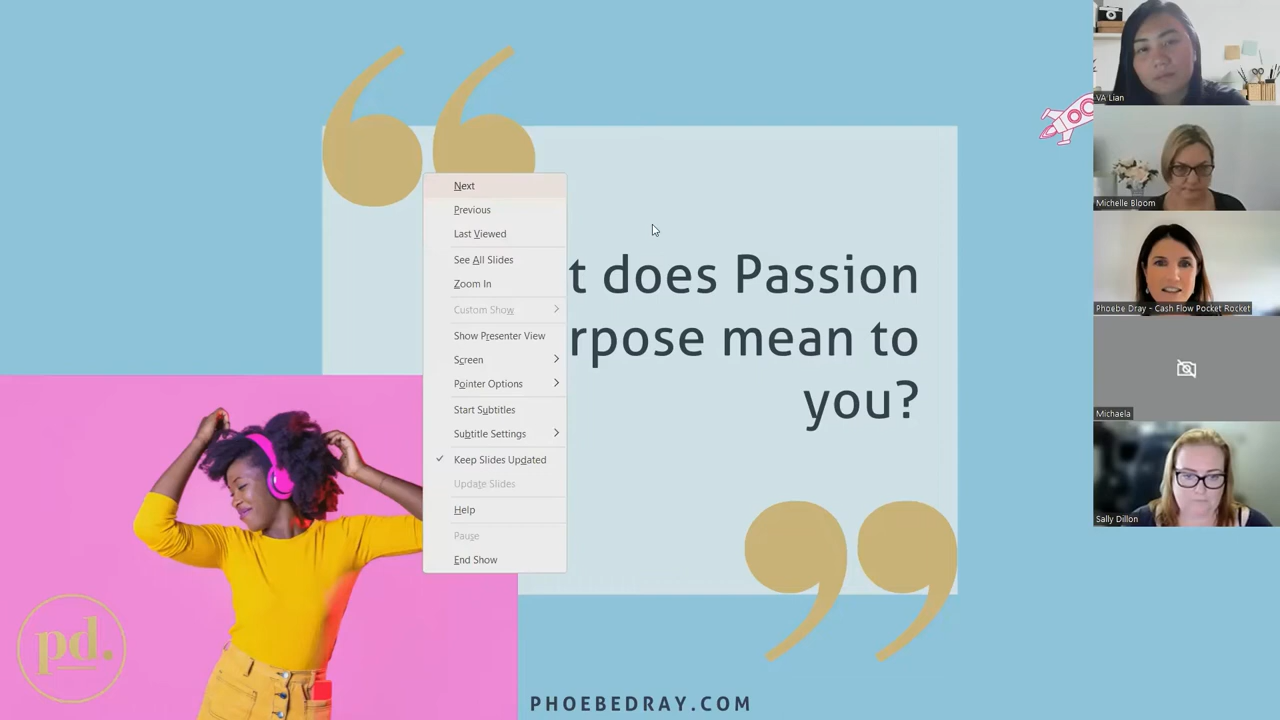 t does Passion
rpose mean to
you?
Next
Previous
Last Viewed
See All Slides
Zoom In
Custom Show
Show Presenter View
Screen
Pointer Options
Start Subtitles
Subtitle Settings
Keep Slides Updated
Update Slides
Help
Pause
End Show
pd.
PHOEBEDRAY.COM
VA Lian
Michelle Bloom
Phoebe Dray - Cash Flow Pocket Rocket
Michaela
Sally Dillon